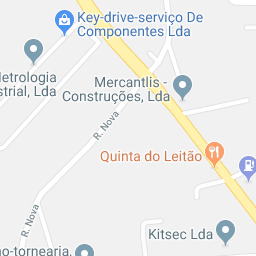 Key-drive-serviço De
Componentes Lda
Metrologia
strial, Lda
Mercantlis -
Construções, Lda
R. Nova
Quinta do Leitão
R. Nova
Kitsec Lda
no-tornearia,